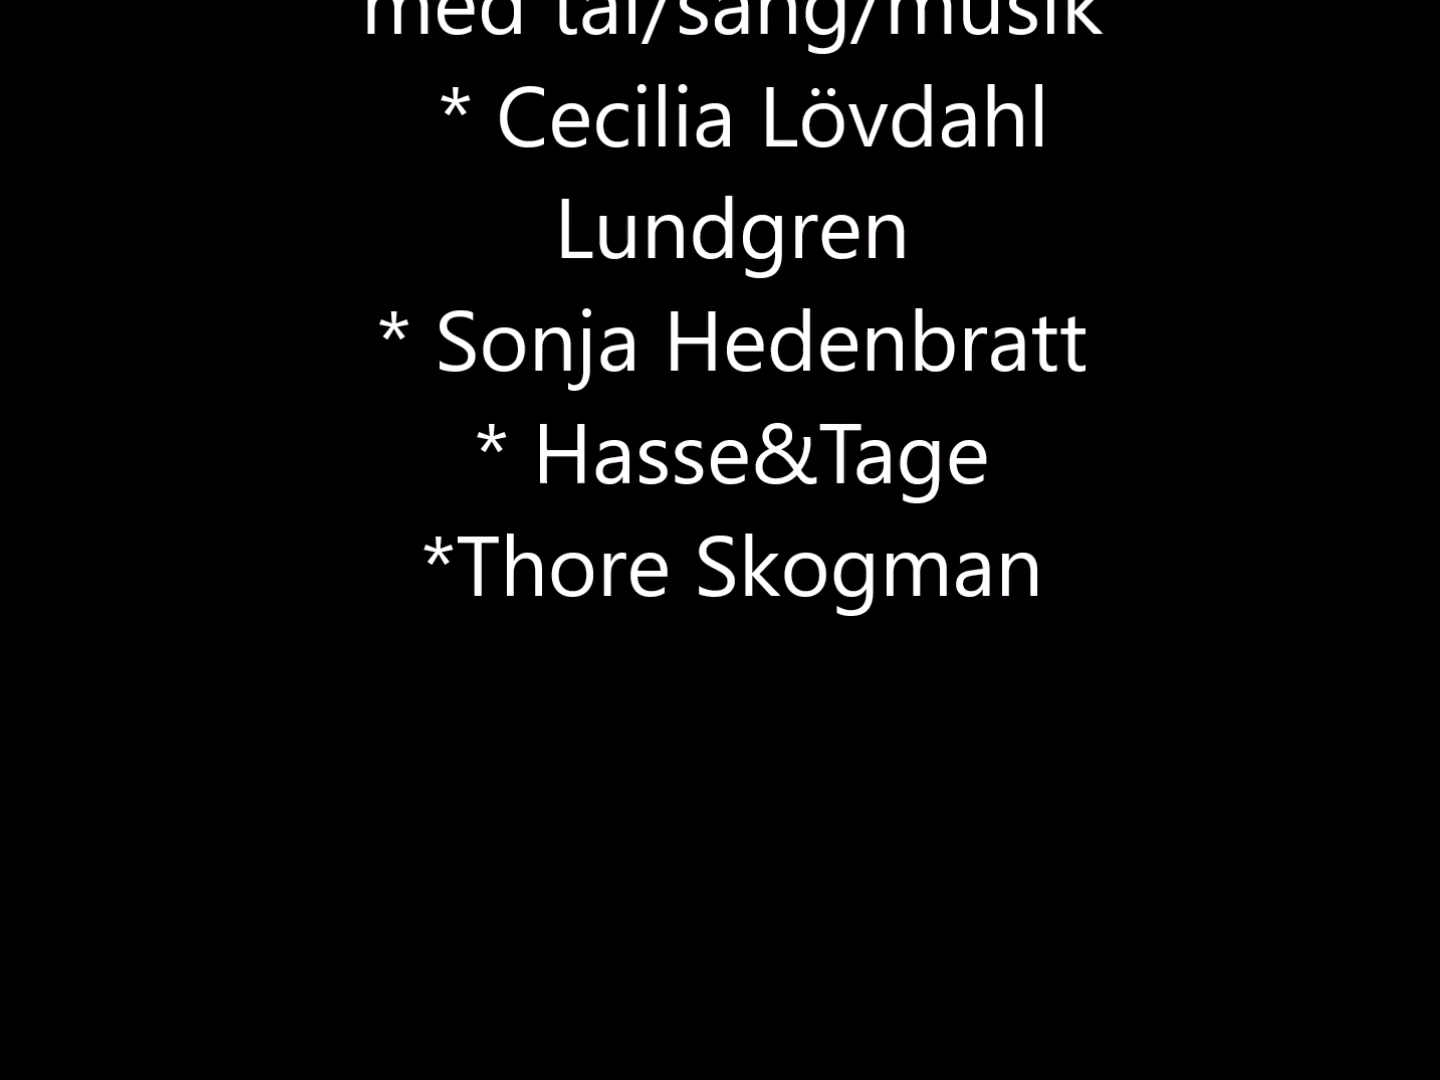 med tal/sång/musik
* Cecilia Lövdahl
Lundgren
* Sonja Hedenbratt
* Hasse&Tage
*Thore Skogman